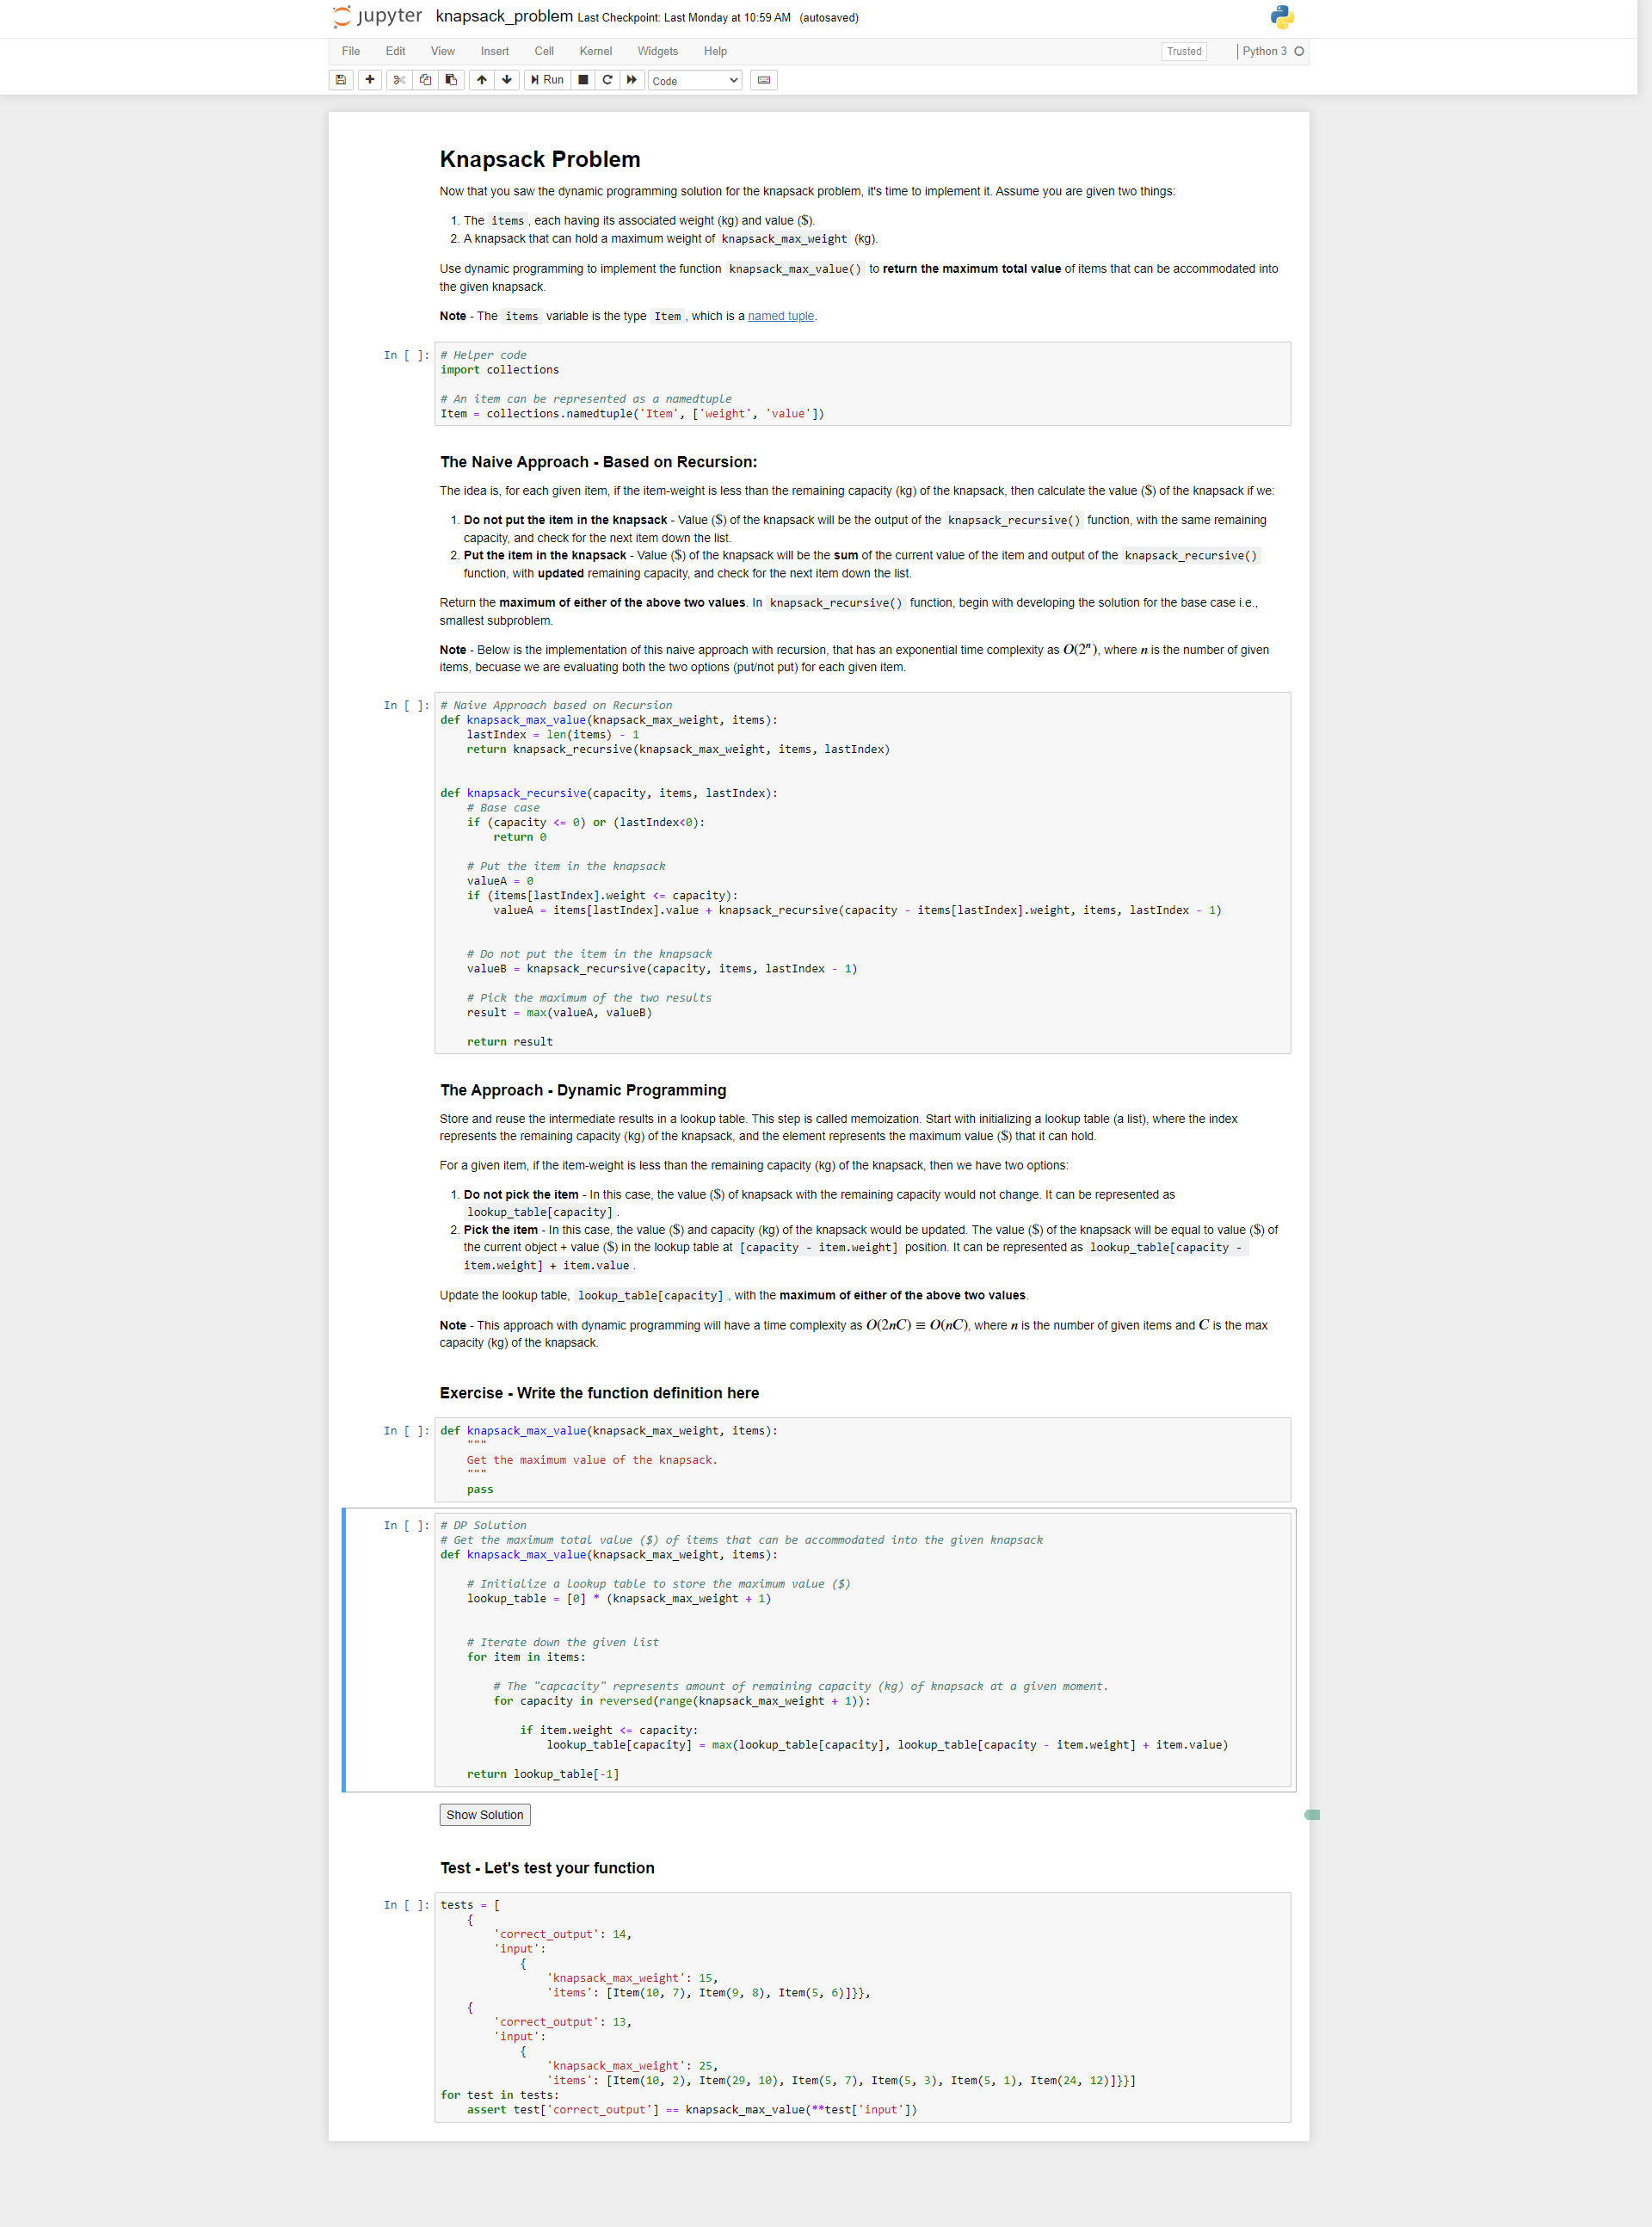 jupyter knapsack_problem Last Checkpoint: Last Monday at 10:59 AM (autosaved)
File Edit View Insert Cell Kernel Widgets Help Trusted Python 3
Run Code
Knapsack Problem
Now that you saw the dynamic programming solution for the knapsack problem, it's time to implement it. Assume you are given two things:
1. The items , each having its associated weight (kg) and value ($).
2. A knapsack that can hold a maximum weight of knapsack_max_weight (kg).
Use dynamic programming to implement the function knapsack_max_value() to return the maximum total value of items that can be accommodated into
the given knapsack.
Note - The items variable is the type Item , which is a named tuple.
In [ ]: # Helper code
import collections
# An item can be represented as a namedtuple
Item = collections.namedtuple('Item', ['weight', 'value'])
The Naive Approach - Based on Recursion:
The idea is, for each given item, if the item-weight is less than the remaining capacity (kg) of the knapsack, then calculate the value ($) of the knapsack if we:
1. Do not put the item in the knapsack - Value ($) of the knapsack will be the output of the knapsack_recursive() function, with the same remaining
capacity, and check for the next item down the list.
2. Put the item in the knapsack - Value ($) of the knapsack will be the sum of the current value of the item and output of the knapsack_recursive()
function, with updated remaining capacity, and check for the next item down the list.
Return the maximum of either of the above two values. In knapsack_recursive() function, begin with developing the solution for the base case i.e.,
smallest subproblem.
Note - Below is the implementation of this naive approach with recursion, that has an exponential time complexity as O(2ⁿ), where n is the number of given
items, becuase we are evaluating both the two options (put/not put) for each given item.
In [ ]: # Naive Approach based on Recursion
def knapsack_max_value(knapsack_max_weight, items):
    lastIndex = len(items) - 1
    return knapsack_recursive(knapsack_max_weight, items, lastIndex)
def knapsack_recursive(capacity, items, lastIndex):
    # Base case
    if (capacity <= 0) or (lastIndex<0):
        return 0
    # Put the item in the knapsack
    valueA = 0
    if (items[lastIndex].weight <= capacity):
        valueA = items[lastIndex].value + knapsack_recursive(capacity - items[lastIndex].weight, items, lastIndex - 1)
    # Do not put the item in the knapsack
    valueB = knapsack_recursive(capacity, items, lastIndex - 1)
    # Pick the maximum of the two results
    result = max(valueA, valueB)
    return result
The Approach - Dynamic Programming
Store and reuse the intermediate results in a lookup table. This step is called memoization. Start with initializing a lookup table (a list), where the index
represents the remaining capacity (kg) of the knapsack, and the element represents the maximum value ($) that it can hold.
For a given item, if the item-weight is less than the remaining capacity (kg) of the knapsack, then we have two options:
1. Do not pick the item - In this case, the value ($) of knapsack with the remaining capacity would not change. It can be represented as
lookup_table[capacity] .
2. Pick the item - In this case, the value ($) and capacity (kg) of the knapsack would be updated. The value ($) of the knapsack will be equal to value ($) of
the current object + value ($) in the lookup table at [capacity - item.weight] position. It can be represented as lookup_table[capacity -
item.weight] + item.value .
Update the lookup table, lookup_table[capacity] , with the maximum of either of the above two values.
Note - This approach with dynamic programming will have a time complexity as O(2nC) ≡ O(nC), where n is the number of given items and C is the max
capacity (kg) of the knapsack.
Exercise - Write the function definition here
In [ ]: def knapsack_max_value(knapsack_max_weight, items):
    """
    Get the maximum value of the knapsack.
    """
    pass
In [ ]: # DP Solution
# Get the maximum total value ($) of items that can be accommodated into the given knapsack
def knapsack_max_value(knapsack_max_weight, items):
    # Initialize a lookup table to store the maximum value ($)
    lookup_table = [0] * (knapsack_max_weight + 1)
    # Iterate down the given list
    for item in items:
        # The "capcacity" represents amount of remaining capacity (kg) of knapsack at a given moment.
        for capacity in reversed(range(knapsack_max_weight + 1)):
            if item.weight <= capacity:
                lookup_table[capacity] = max(lookup_table[capacity], lookup_table[capacity - item.weight] + item.value)
    return lookup_table[-1]
Show Solution
Test - Let's test your function
In [ ]: tests = [
    {
        'correct_output': 14,
        'input':
            {
                'knapsack_max_weight': 15,
                'items': [Item(10, 7), Item(9, 8), Item(5, 6)]}},
    {
        'correct_output': 13,
        'input':
            {
                'knapsack_max_weight': 25,
                'items': [Item(10, 2), Item(29, 10), Item(5, 7), Item(5, 3), Item(5, 1), Item(24, 12)]}}]
for test in tests:
    assert test['correct_output'] == knapsack_max_value(**test['input'])